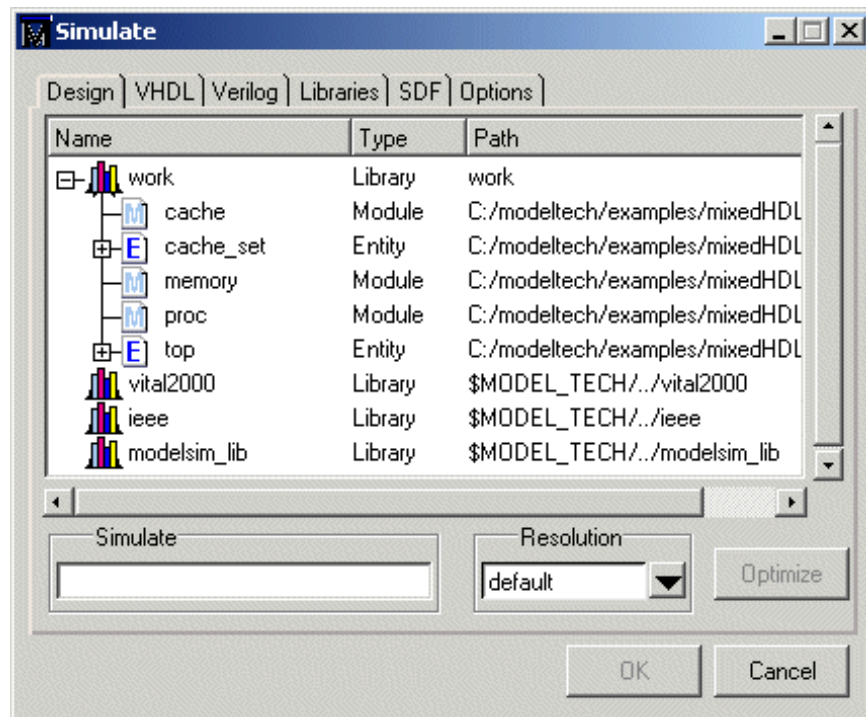 Simulate
Design VHDL Verilog Libraries SDF Options
Name Type Path
work Library work
M cache Module C:/modeltech/examples/mixedHDL
E cache_set Entity C:/modeltech/examples/mixedHDL
M memory Module C:/modeltech/examples/mixedHDL
M proc Module C:/modeltech/examples/mixedHDL
E top Entity C:/modeltech/examples/mixedHDL
vital2000 Library $MODEL_TECH/../vital2000
ieee Library $MODEL_TECH/../ieee
modelsim_lib Library $MODEL_TECH/../modelsim_lib
Simulate Resolution
default Optimize
OK Cancel